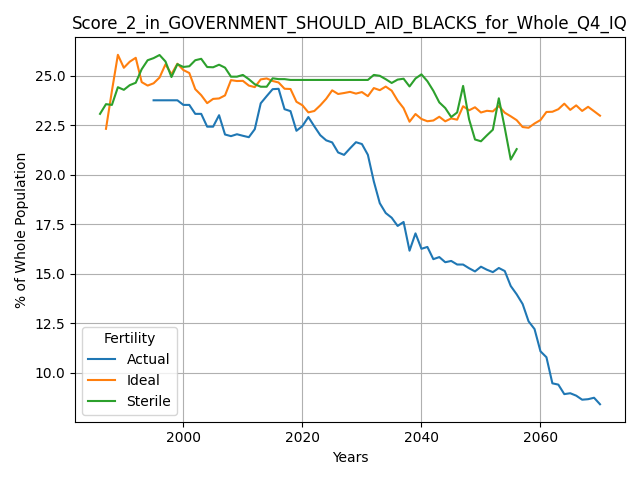 Score_2_in_GOVERNMENT_SHOULD_AID_BLACKS_for_Whole_Q4_IQ
% of Whole Population
25.0
22.5
20.0
17.5
15.0
12.5
10.0
Fertility
Actual
Ideal
Sterile
2000
2020
2040
2060
Years